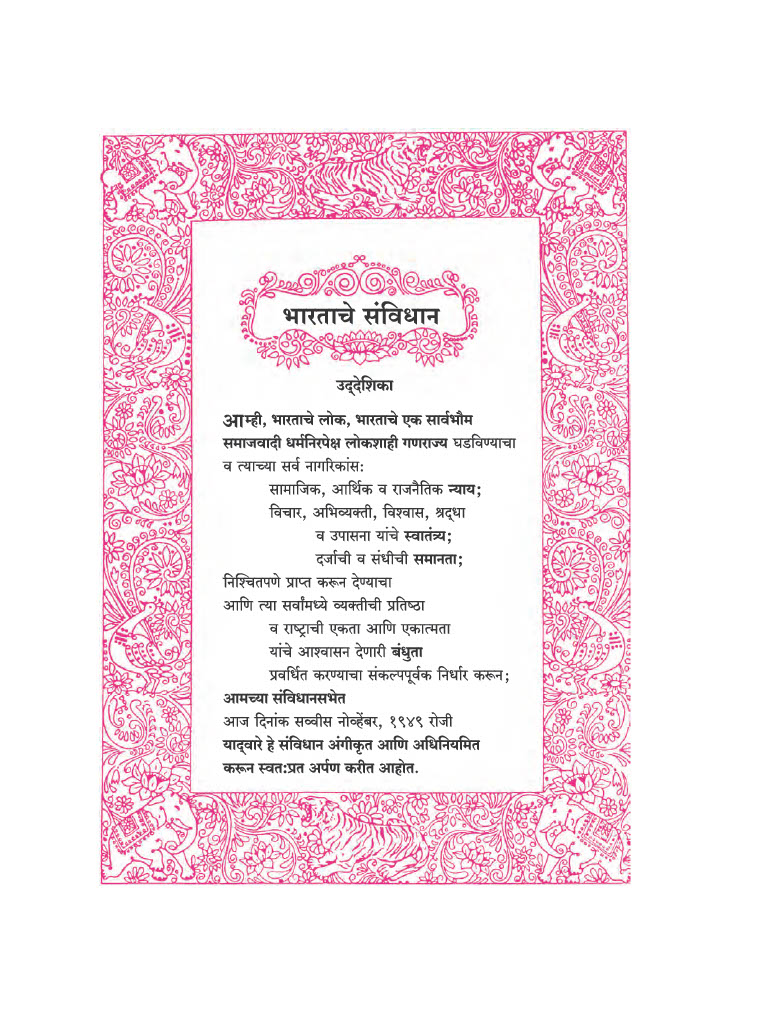 भारताचे संविधान
उद्देशिका
आम्ही, भारताचे लोक, भारताचे एक सार्वभौम
समाजवादी धर्मनिरपेक्ष लोकशाही गणराज्य घडविण्याचा
व त्याच्या सर्व नागरिकांस:
सामाजिक, आर्थिक व राजनैतिक न्याय;
विचार, अभिव्यक्ती, विश्वास, श्रद्धा
व उपासना यांचे स्वातंत्र्य;
दर्जाची व संधीची समानता;
निश्चितपणे प्राप्त करून देण्याचा
आणि त्या सर्वांमध्ये व्यक्तीची प्रतिष्ठा
व राष्ट्राची एकता आणि एकात्मता
यांचे आश्वासन देणारी बंधुता
प्रवर्धित करण्याचा संकल्पपूर्वक निर्धार करून;
आमच्या संविधानसभेत
आज दिनांक सव्वीस नोव्हेंबर, १९४९ रोजी
याद्वारे हे संविधान अंगीकृत आणि अधिनियमित
करून स्वत:प्रत अर्पण करीत आहोत.